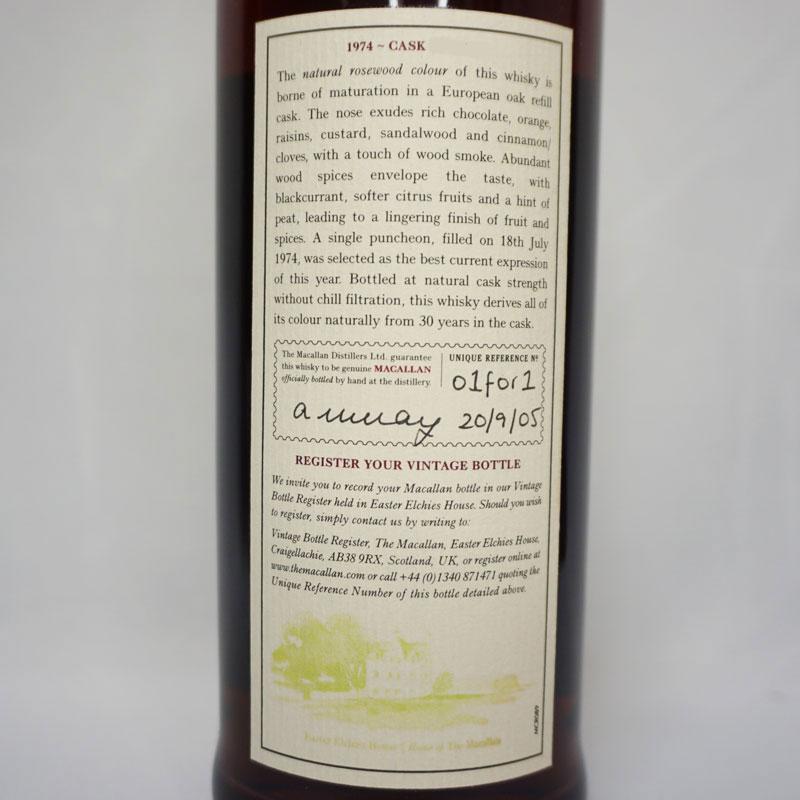 1974 ~ CASK
The natural rosewood colour of this whisky is
borne of maturation in a European oak refill
cask. The nose exudes rich chocolate, orange,
raisins, custard, sandalwood and cinnamon/
cloves, with a touch of wood smoke. Abundant
wood spices envelope the taste, with
blackcurrant, softer citrus fruits and a hint of
peat, leading to a lingering finish of fruit and
spices. A single puncheon, filled on 18th July
1974, was selected as the best current expression
of this year. Bottled at natural cask strength
without chill filtration, this whisky derives all of
its colour naturally from 30 years in the cask.
The Macallan Distillers Ltd. guarantee
this whisky to be genuine MACALLAN
officially bottled by hand at the distillery.
UNIQUE REFERENCE Nº
01for1
20/9/05
REGISTER YOUR VINTAGE BOTTLE
We invite you to record your Macallan bottle in our Vintage
Bottle Register held in Easter Elchies House. Should you wish
to register, simply contact us by writing to:
Vintage Bottle Register, The Macallan, Easter Elchies House,
Craigellachie, AB38 9RX, Scotland, UK, or register online at
www.themacallan.com or call +44 (0)1340 871471 quoting the
Unique Reference Number of this bottle detailed above.
Easter Elchies House | Home of The Macallan